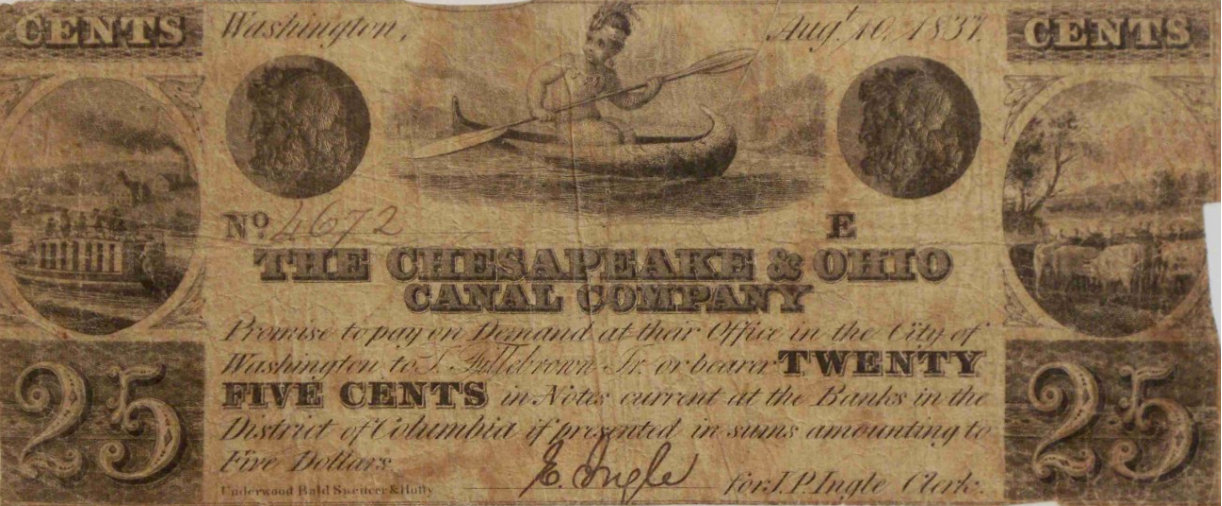 CENTS Washington, Augt. 10, 1837. CENTS
No 4672 E
THE CHESAPEAKE & OHIO
CANAL COMPANY
Promise to pay on Demand at their Office in the City of
Washington to S. Fillebrown Jr. or bearer TWENTY
FIVE CENTS in Notes current at the Banks in the
District of Columbia if presented in sums amounting to
Five Dollars.
25 E. Ingle for J.P. Ingle Clerk. 25
Underwood Bald Spencer & Hufty